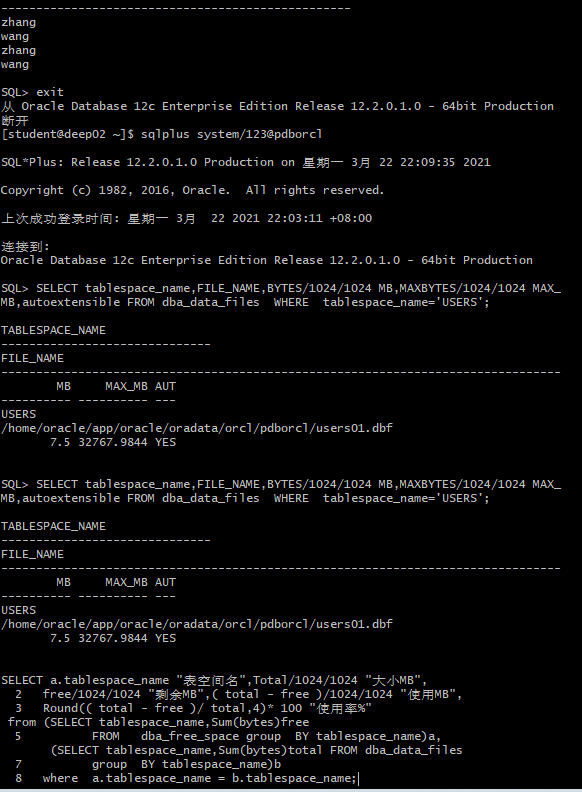 --------------------------------------------------
zhang
wang
zhang
wang
SQL> exit
从 Oracle Database 12c Enterprise Edition Release 12.2.0.1.0 - 64bit Production
断开
[student@deep02 ~]$ sqlplus system/123@pdborcl
SQL*Plus: Release 12.2.0.1.0 Production on 星期一 3月 22 22:09:35 2021
Copyright (c) 1982, 2016, Oracle.  All rights reserved.
上次成功登录时间: 星期一 3月  22 2021 22:03:11 +08:00
连接到:
Oracle Database 12c Enterprise Edition Release 12.2.0.1.0 - 64bit Production
SQL> SELECT tablespace_name,FILE_NAME,BYTES/1024/1024 MB,MAXBYTES/1024/1024 MAX_
MB,autoextensible FROM dba_data_files  WHERE  tablespace_name='USERS';
TABLESPACE_NAME
------------------------------
FILE_NAME
--------------------------------------------------------------------------------
        MB     MAX_MB AUT
---------- ---------- ---
USERS
/home/oracle/app/oracle/oradata/orcl/pdborcl/users01.dbf
       7.5 32767.9844 YES
SQL> SELECT tablespace_name,FILE_NAME,BYTES/1024/1024 MB,MAXBYTES/1024/1024 MAX_
MB,autoextensible FROM dba_data_files  WHERE  tablespace_name='USERS';
TABLESPACE_NAME
------------------------------
FILE_NAME
--------------------------------------------------------------------------------
        MB     MAX_MB AUT
---------- ---------- ---
USERS
/home/oracle/app/oracle/oradata/orcl/pdborcl/users01.dbf
       7.5 32767.9844 YES
SELECT a.tablespace_name "表空间名",Total/1024/1024 "大小MB",
  2   free/1024/1024 "剩余MB",( total - free )/1024/1024 "使用MB",
  3   Round(( total - free )/ total,4)* 100 "使用率%"
 from (SELECT tablespace_name,Sum(bytes)free
  5          FROM   dba_free_space group  BY tablespace_name)a,
       (SELECT tablespace_name,Sum(bytes)total FROM dba_data_files
  7          group  BY tablespace_name)b
  8   where  a.tablespace_name = b.tablespace_name;